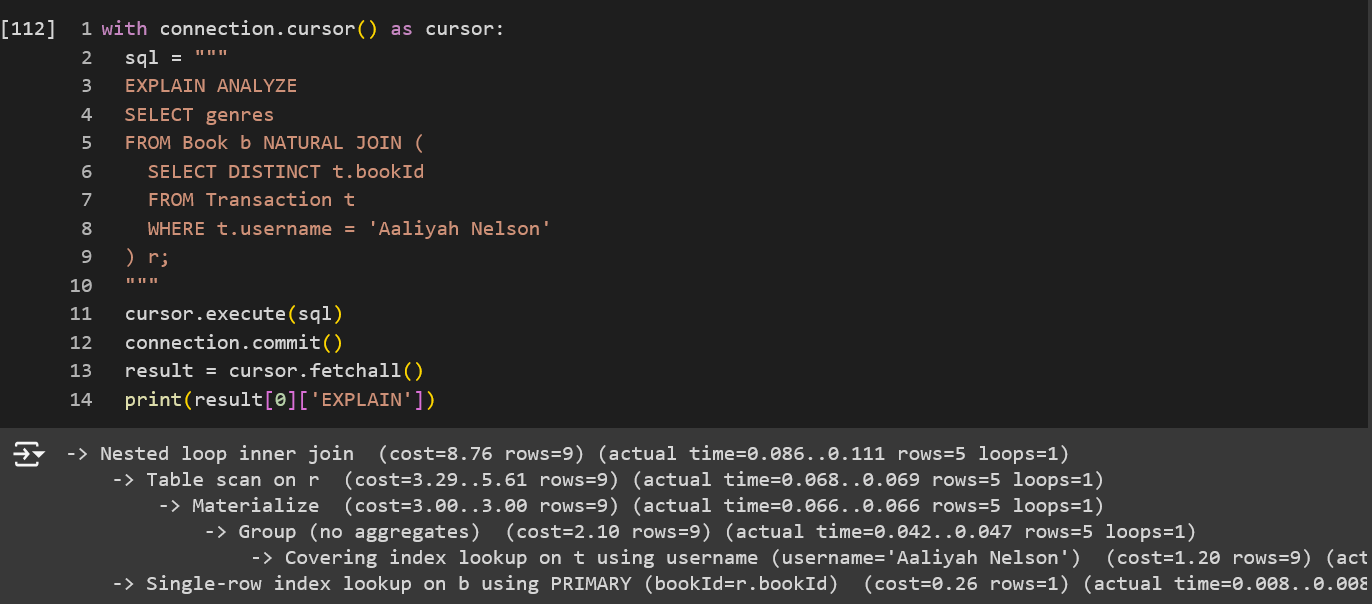 [112] 1 with connection.cursor() as cursor:
2 sql = """
3 EXPLAIN ANALYZE
4 SELECT genres
5 FROM Book b NATURAL JOIN (
6 SELECT DISTINCT t.bookId
7 FROM Transaction t
8 WHERE t.username = 'Aaliyah Nelson'
9 ) r;
10 """
11 cursor.execute(sql)
12 connection.commit()
13 result = cursor.fetchall()
14 print(result[0]['EXPLAIN'])
-> Nested loop inner join (cost=8.76 rows=9) (actual time=0.086..0.111 rows=5 loops=1)
-> Table scan on r (cost=3.29..5.61 rows=9) (actual time=0.068..0.069 rows=5 loops=1)
-> Materialize (cost=3.00..3.00 rows=9) (actual time=0.066..0.066 rows=5 loops=1)
-> Group (no aggregates) (cost=2.10 rows=9) (actual time=0.042..0.047 rows=5 loops=1)
-> Covering index lookup on t using username (username='Aaliyah Nelson') (cost=1.20 rows=9) (act
-> Single-row index lookup on b using PRIMARY (bookId=r.bookId) (cost=0.26 rows=1) (actual time=0.008..0.008